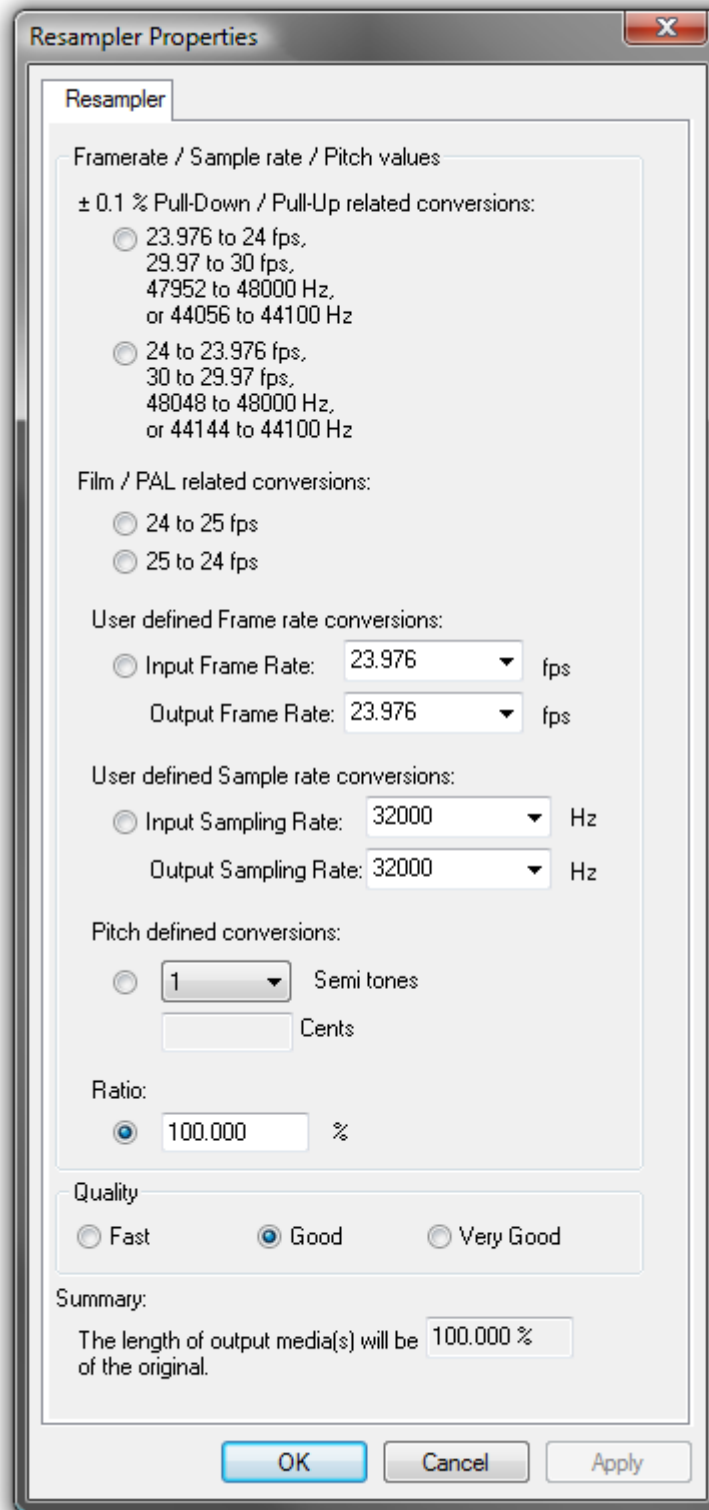 Resampler Properties
Resampler
Framerate / Sample rate / Pitch values
± 0.1 % Pull-Down / Pull-Up related conversions:
23.976 to 24 fps,
29.97 to 30 fps,
47952 to 48000 Hz,
or 44056 to 44100 Hz
24 to 23.976 fps,
30 to 29.97 fps,
48048 to 48000 Hz,
or 44144 to 44100 Hz
Film / PAL related conversions:
24 to 25 fps
25 to 24 fps
User defined Frame rate conversions:
Input Frame Rate: 23.976 fps
Output Frame Rate: 23.976 fps
User defined Sample rate conversions:
Input Sampling Rate: 32000 Hz
Output Sampling Rate: 32000 Hz
Pitch defined conversions:
1 Semi tones
Cents
Ratio:
100.000 %
Quality
Fast Good Very Good
Summary:
The length of output media(s) will be 100.000 %
of the original.
OK Cancel Apply